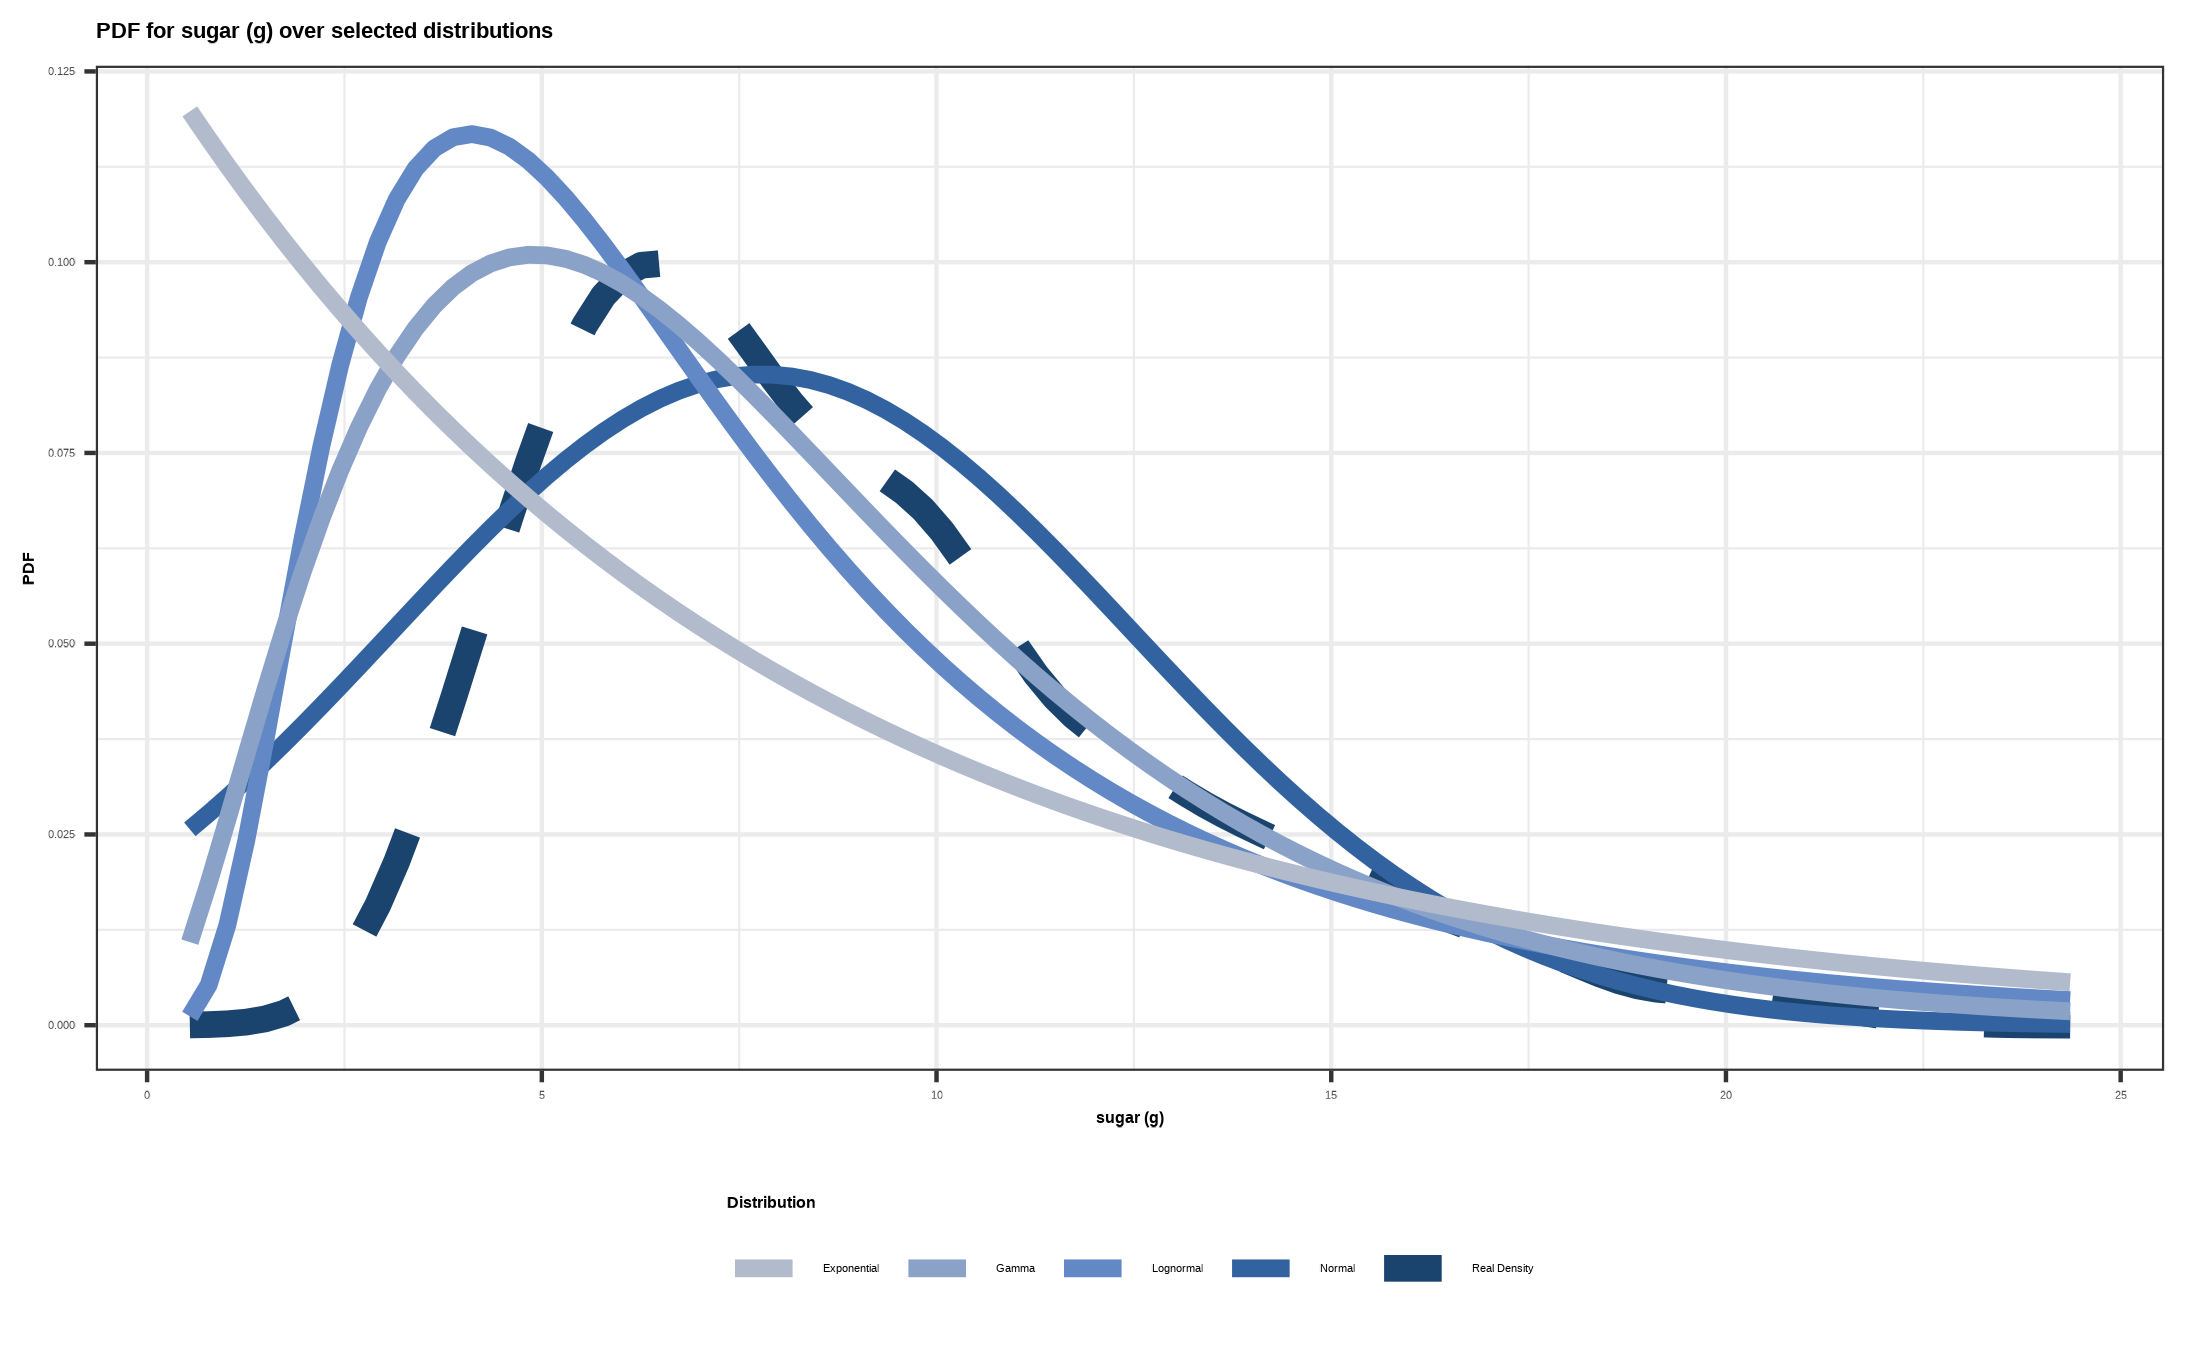 PDF for sugar (g) over selected distributions
0.125
0.100
0.075
0.050
0.025
0.000
PDF
0 5 10 15 20 25
sugar (g)
Distribution
Exponential Gamma Lognormal Normal Real Density